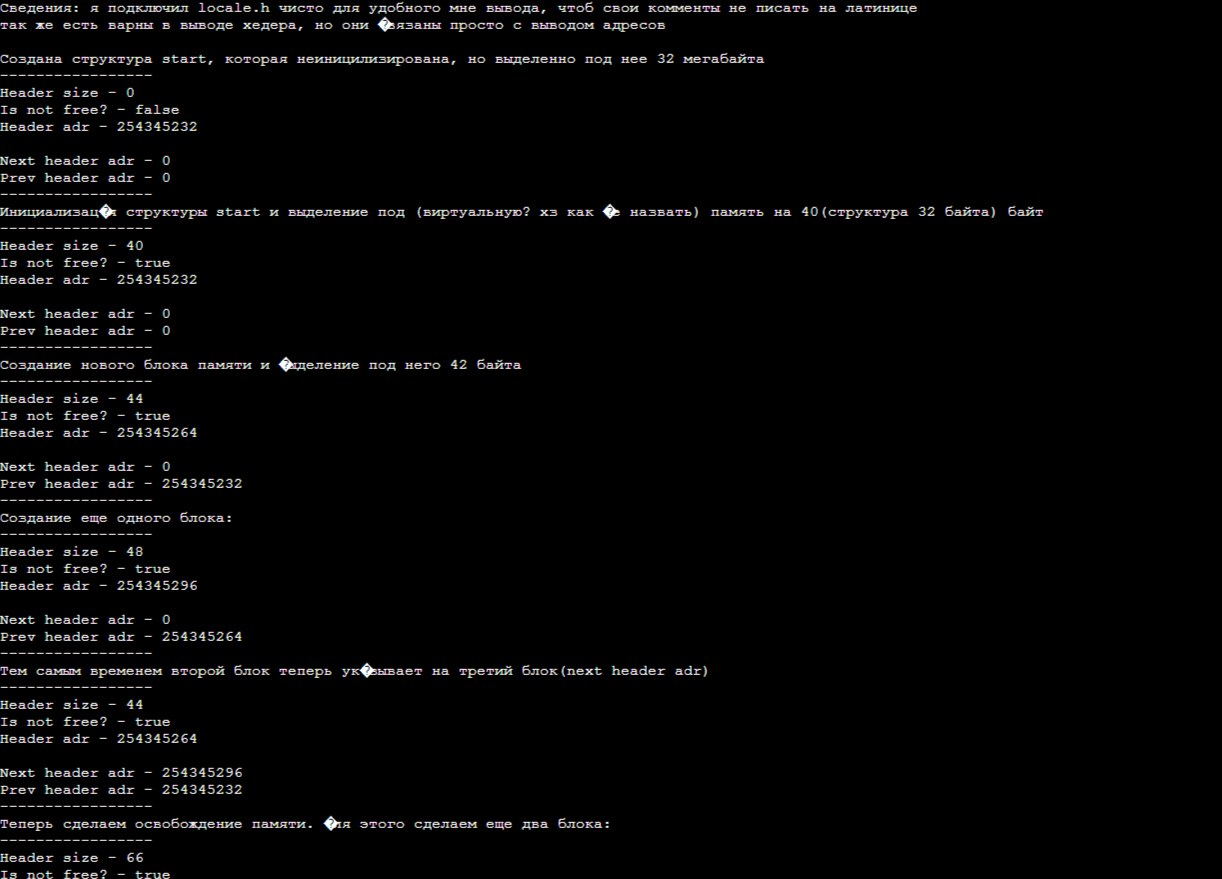 Сведения: я подключил locale.h чисто для удобного мне вывода, чтоб свои комменты не писать на латинице
так же есть варны в выводе хедера, но они �вязаны просто с выводом адресов
Создана структура start, которая неиницилизирована, но выделенно под нее 32 мегабайта
-----------------
Header size - 0
Is not free? - false
Header adr - 254345232
Next header adr - 0
Prev header adr - 0
-----------------
Инициализац�я структуры start и выделение под (виртуальную? хз как �е назвать) память на 40(структура 32 байта) байт
-----------------
Header size - 40
Is not free? - true
Header adr - 254345232
Next header adr - 0
Prev header adr - 0
-----------------
Создание нового блока памяти и �ыделение под него 42 байта
-----------------
Header size - 44
Is not free? - true
Header adr - 254345264
Next header adr - 0
Prev header adr - 254345232
-----------------
Создание еще одного блока:
-----------------
Header size - 48
Is not free? - true
Header adr - 254345296
Next header adr - 0
Prev header adr - 254345264
-----------------
Тем самым временем второй блок теперь ук�зывает на третий блок(next header adr)
-----------------
Header size - 44
Is not free? - true
Header adr - 254345264
Next header adr - 254345296
Prev header adr - 254345232
-----------------
Теперь сделаем освобождение памяти. �ля этого сделаем еще два блока:
-----------------
Header size - 66
Is not free? - true